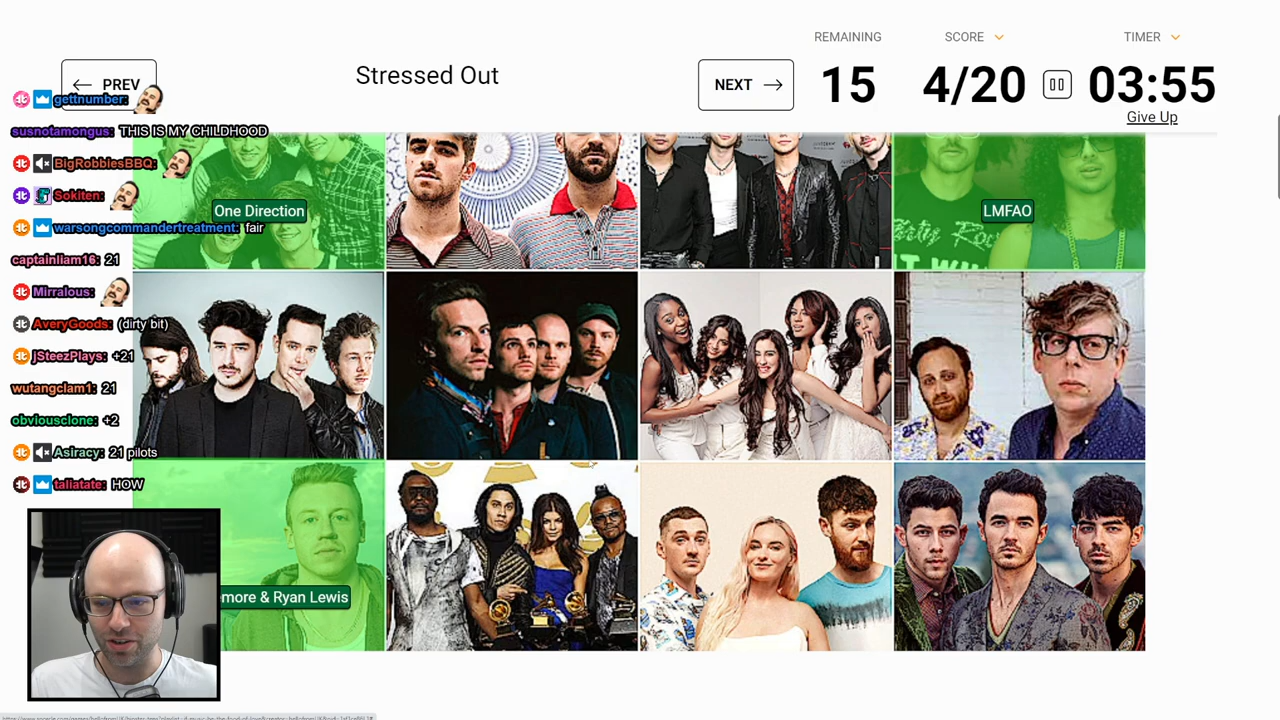 REMAINING
SCORE
TIMER
← PREV
Stressed Out
NEXT →
15
4/20
03:55
Give Up
gettnumber:
susnotamongus: THIS IS MY CHILDHOOD
BigRobbiesBBQ:
Sokiten:
warsongcommandertreatment: fair
captainliam16: 21
Mirralous:
AveryGoods: (dirty bit)
jSteezPlays: +21
wutangclam1: 21
obviousclone: +2
Asiracy: 21 pilots
taliatate: HOW
One Direction
LMFAO
emore & Ryan Lewis